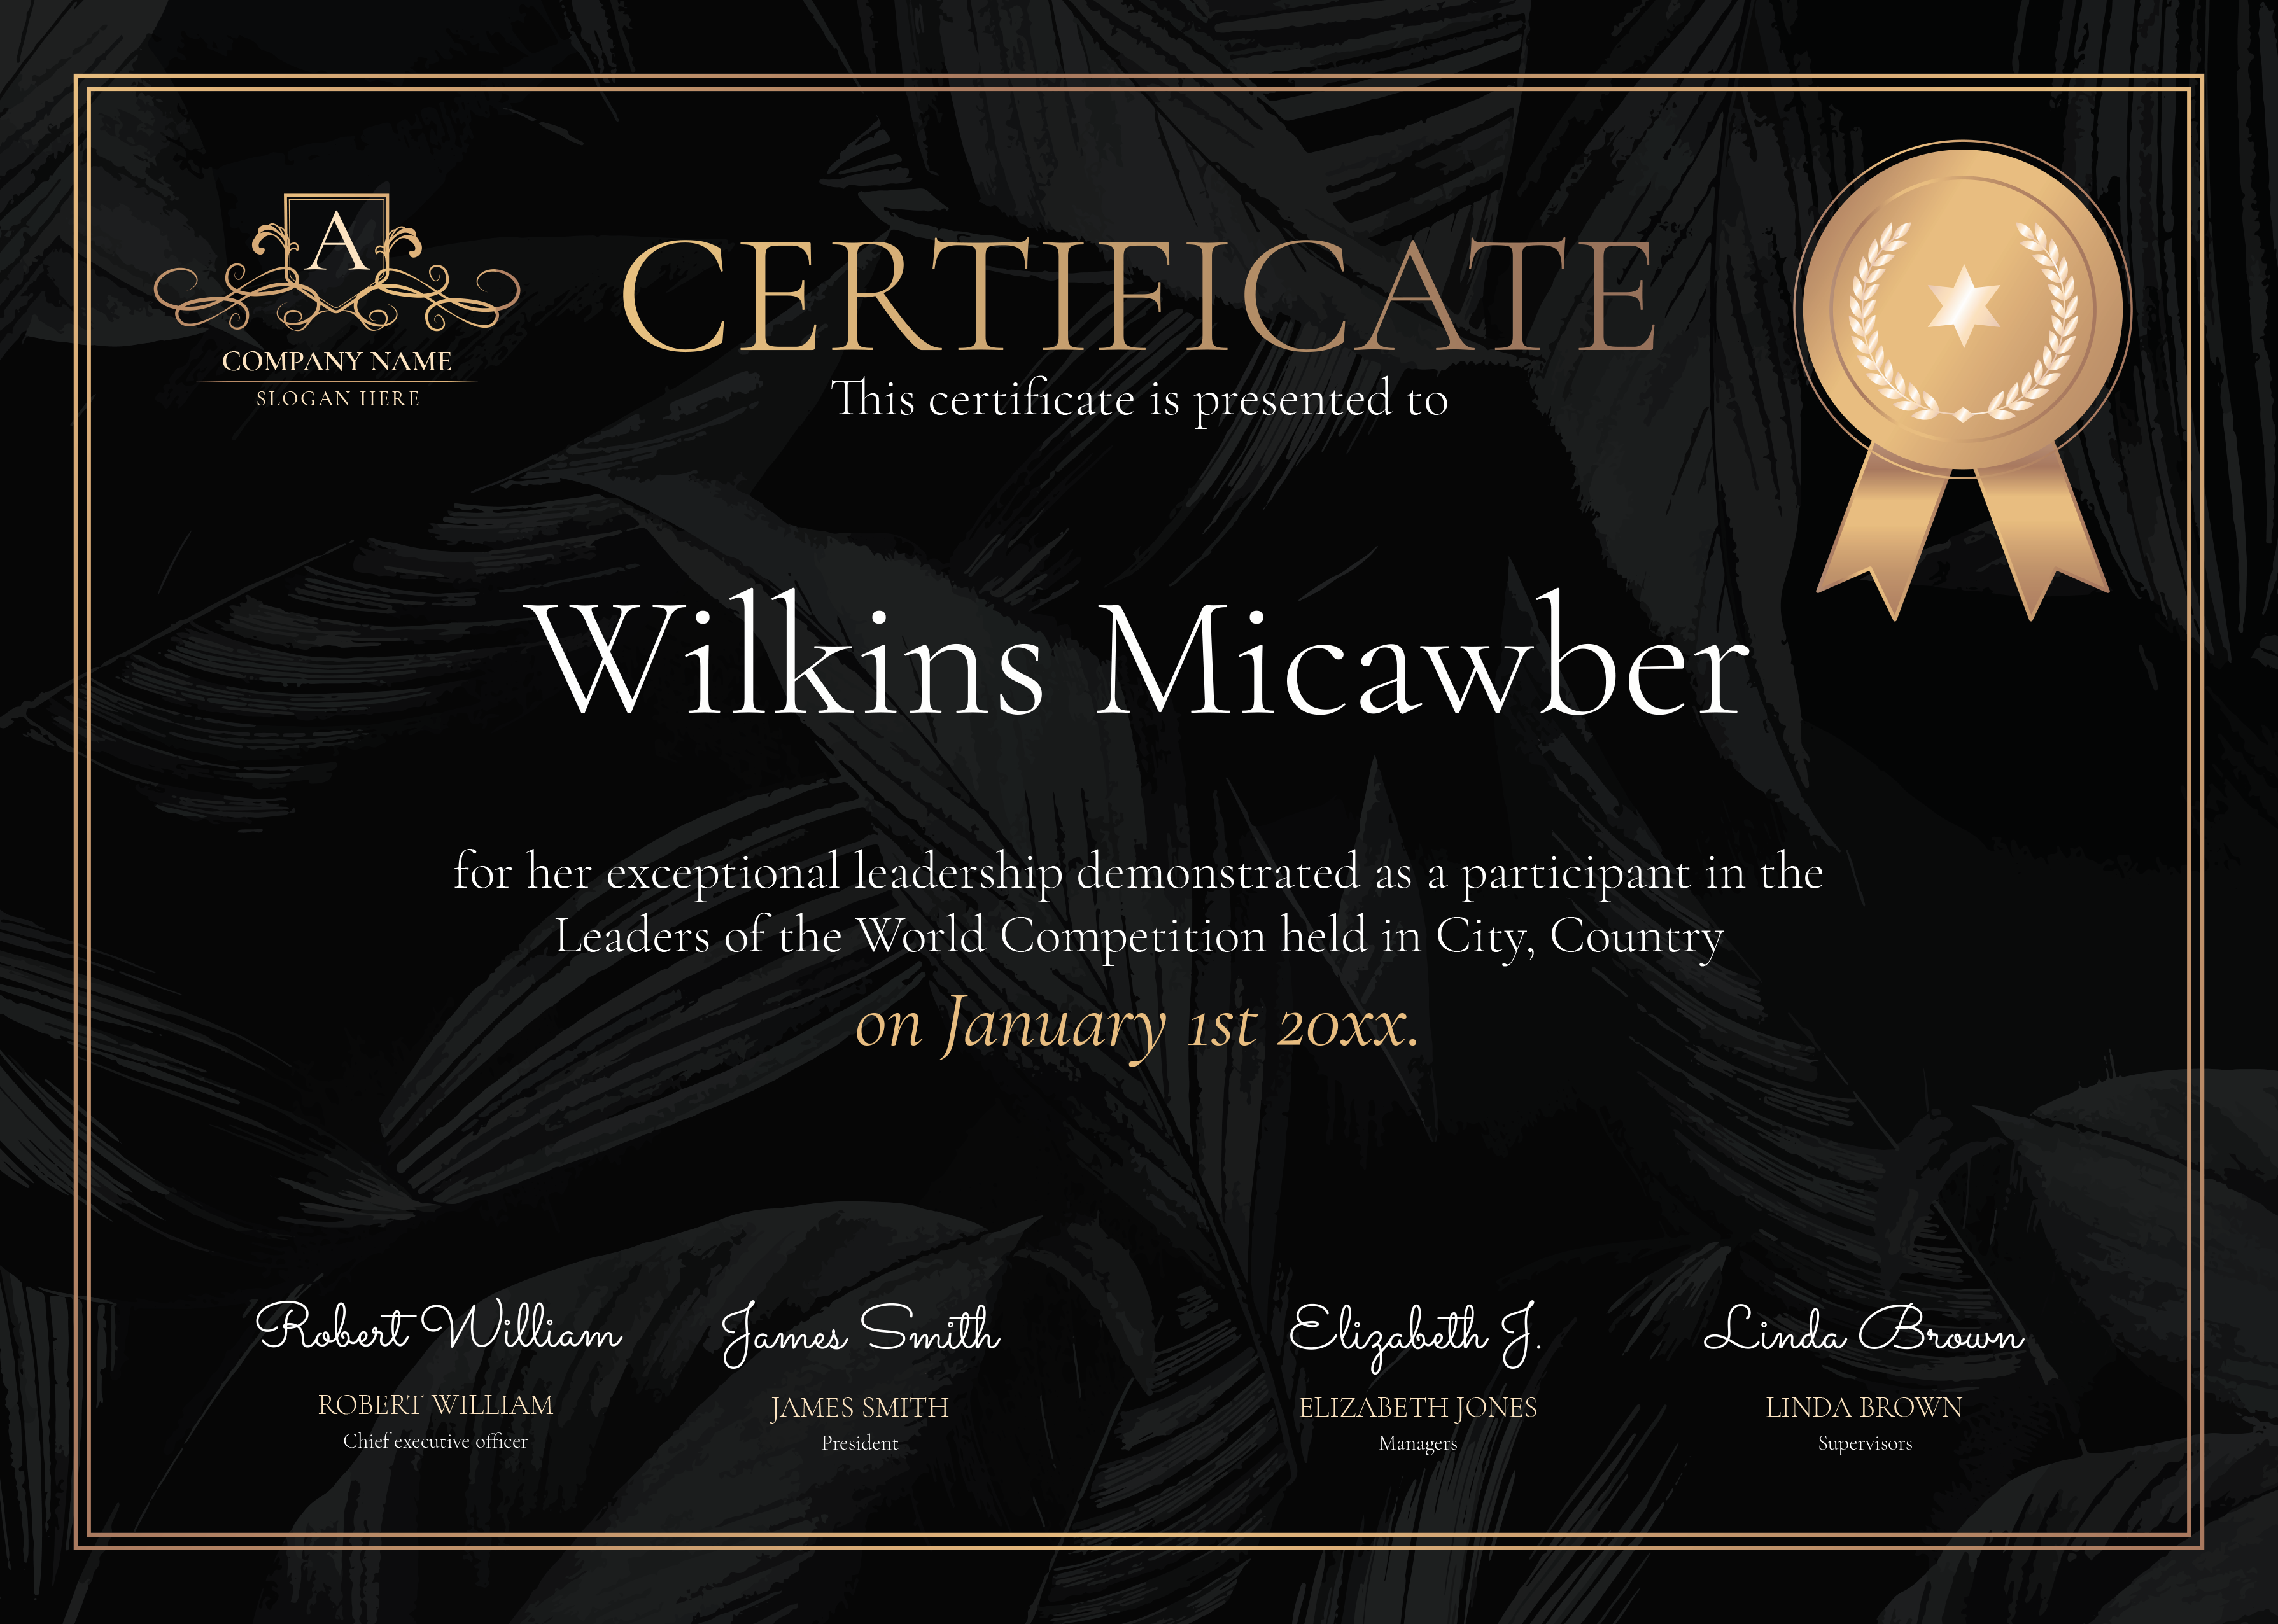 A
COMPANY NAME
SLOGAN HERE
CERTIFICATE
This certificate is presented to
Wilkins Micawber
for her exceptional leadership demonstrated as a participant in the
Leaders of the World Competition held in City, Country
on January 1st 20xx.
Robert William
ROBERT WILLIAM
Chief executive officer
James Smith
JAMES SMITH
President
Elizabeth J.
ELIZABETH JONES
Managers
Linda Brown
LINDA BROWN
Supervisors